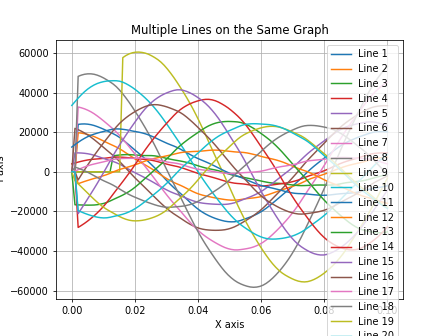 Multiple Lines on the Same Graph
60000
40000
20000
0
−20000
−40000
−60000
axis
0.00
0.02
0.04
0.06
X axis
Line 1
Line 2
Line 3
Line 4
Line 5
Line 6
Line 7
Line 8
Line 9
Line 10
Line 11
Line 12
Line 13
Line 14
Line 15
Line 16
Line 17
Line 18
Line 19